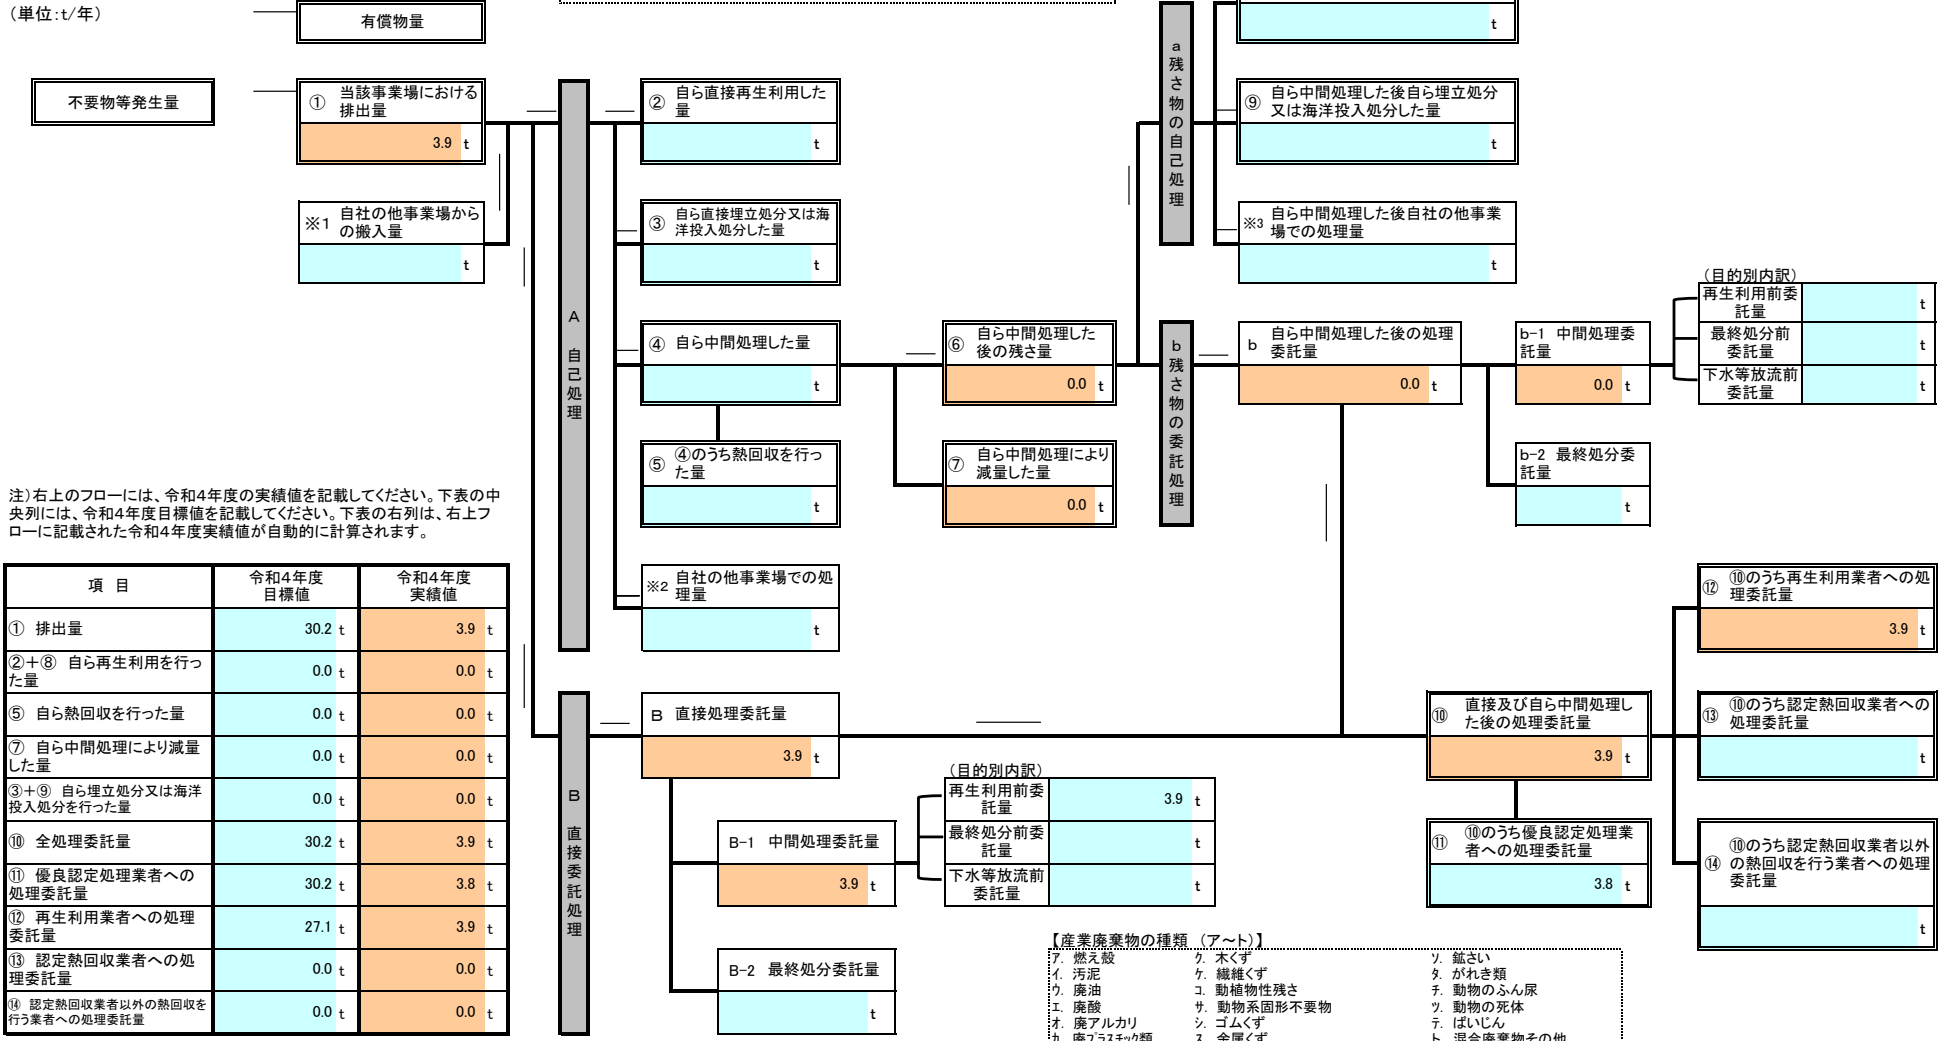 （単位：t/年）
有償物量
t
不要物等発生量
① 当該事業場における
排出量
3.9 t
※1 自社の他事業場から
の搬入量
t
A 自己処理
② 自ら直接再生利用した
量
t
③ 自ら直接埋立処分又は海
洋投入処分した量
t
④ 自ら中間処理した量
t
⑤ ④のうち熱回収を行っ
た量
t
※2 自社の他事業場での処
理量
t
⑥ 自ら中間処理した
後の残さ量
0.0 t
⑦ 自ら中間処理により
減量した量
0.0 t
a 残さ物の自己処理
⑨ 自ら中間処理した後自ら埋立処分
又は海洋投入処分した量
t
※3 自ら中間処理した後自社の他事業
場での処理量
t
b 残さ物の委託処理
b 自ら中間処理した後の処理
委託量
0.0 t
b-1 中間処理委
託量
0.0 t
b-2 最終処分委
託量
t
（目的別内訳）
再生利用前委
託量
t
最終処分前
委託量
t
下水等放流前
委託量
t
注）右上のフローには、令和4年度の実績値を記載してください。下表の中
央列には、令和4年度目標値を記載してください。下表の右列は、右上フ
ローに記載された令和4年度実績値が自動的に計算されます。
項 目
令和4年度
目標値
令和4年度
実績値
① 排出量
30.2 t
3.9 t
②＋⑧ 自ら再生利用を行っ
た量
0.0 t
0.0 t
⑤ 自ら熱回収を行った量
0.0 t
0.0 t
⑦ 自ら中間処理により減量
した量
0.0 t
0.0 t
③＋⑨ 自ら埋立処分又は海洋
投入処分を行った量
0.0 t
0.0 t
⑩ 全処理委託量
30.2 t
3.9 t
⑪ 優良認定処理業者への
処理委託量
30.2 t
3.8 t
⑫ 再生利用業者への処理
委託量
27.1 t
3.9 t
⑬ 認定熱回収業者への処
理委託量
0.0 t
0.0 t
⑭ 認定熱回収業者以外の熱回収を
行う業者への処理委託量
0.0 t
0.0 t
B 直接委託処理
B 直接処理委託量
3.9 t
B-1 中間処理委託量
3.9 t
B-2 最終処分委託量
t
（目的別内訳）
再生利用前委
託量
3.9 t
最終処分前委
託量
t
下水等放流前
委託量
t
⑩ 直接及び自ら中間処理し
た後の処理委託量
3.9 t
⑪ ⑩のうち優良認定処理業
者への処理委託量
3.8 t
⑫ ⑩のうち再生利用業者への処
理委託量
3.9 t
⑬ ⑩のうち認定熱回収業者への
処理委託量
t
⑭ ⑩のうち認定熱回収業者以外
の熱回収を行う業者への処理
委託量
t
【産業廃棄物の種類 （ア～ト）】
ア. 燃え殻
イ. 汚泥
ウ. 廃油
エ. 廃酸
オ. 廃アルカリ
カ. 廃プラスチック類
ク. 木くず
ケ. 繊維くず
コ. 動植物性残さ
サ. 動物系固形不要物
シ. ゴムくず
ス. 金属くず
ソ. 鉱さい
タ. がれき類
チ. 動物のふん尿
ツ. 動物の死体
テ. ばいじん
ト. 混合廃棄物その他